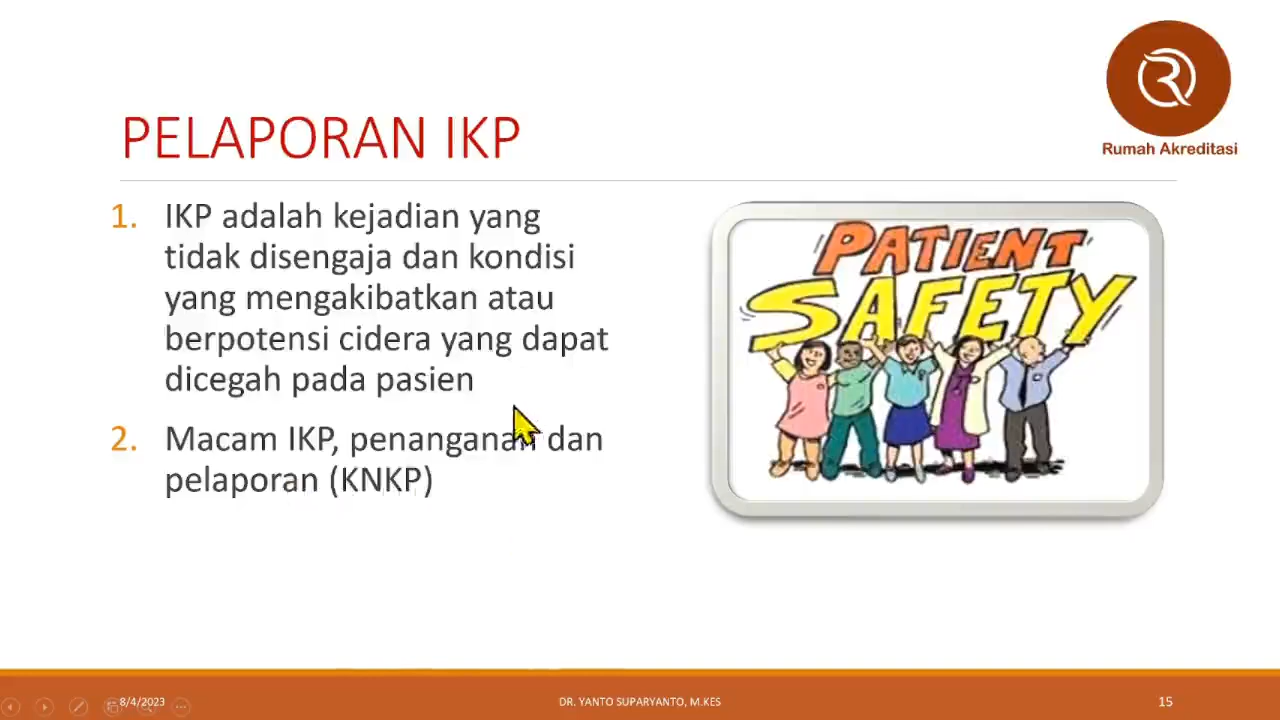 Rumah Akreditasi
PELAPORAN IKP
1. IKP adalah kejadian yang
tidak disengaja dan kondisi
yang mengakibatkan atau
berpotensi cidera yang dapat
dicegah pada pasien
2. Macam IKP, penanganan dan
pelaporan (KNKP)
PATIENT
SAFETY
8/4/2023
DR. YANTO SUPARYANTO, M.KES
15